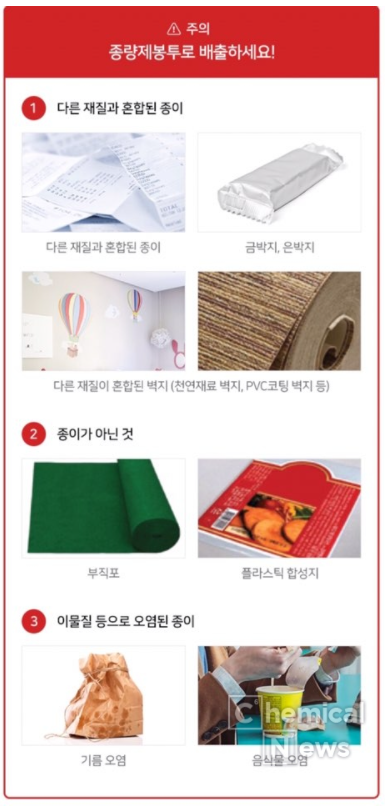 주의
종량제봉투로 배출하세요!
1 다른 재질과 혼합된 종이
다른 재질과 혼합된 종이
금박지, 은박지
다른 재질이 혼합된 벽지 (천연재료 벽지, PVC코팅 벽지 등)
2 종이가 아닌 것
부직포
플라스틱 합성지
3 이물질 등으로 오염된 종이
Chemical
News
기름 오염
음식물 오염